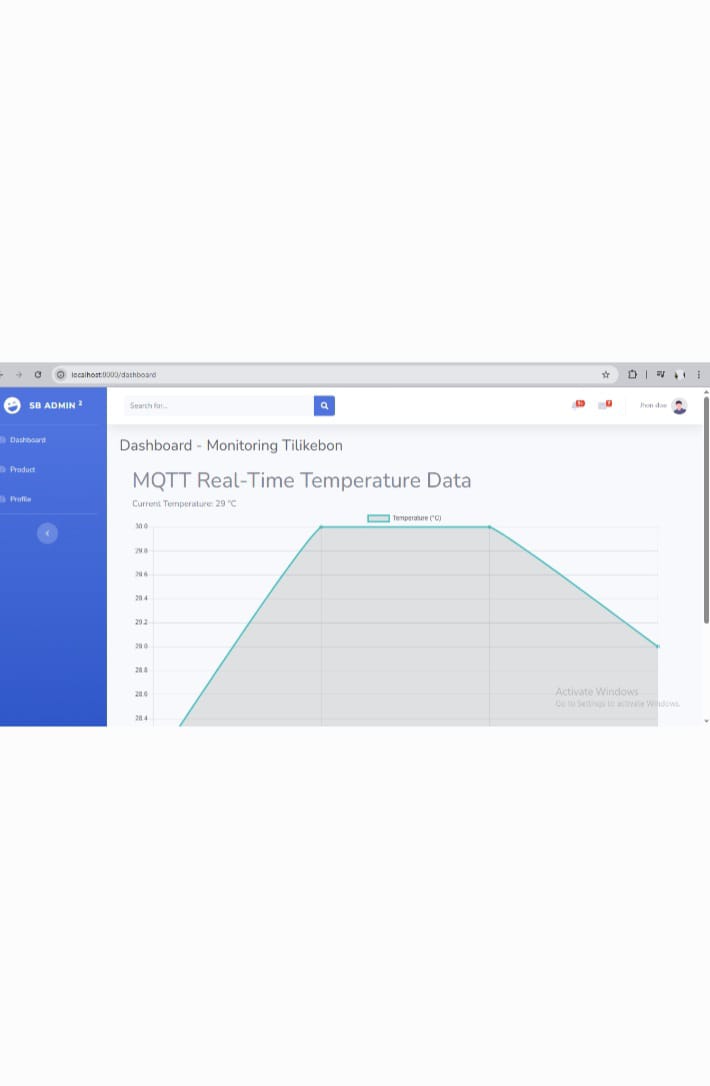 localhost:8000/dashboard
SB ADMIN 2
Search for...
Jhon doe
Dashboard
Product
Profile
Dashboard - Monitoring Tilikebon
MQTT Real-Time Temperature Data
Current Temperature: 29 °C
Temperature (°C)
30.0
29.8
29.6
29.4
29.2
29.0
28.8
28.6
28.4
Activate Windows
Go to Settings to activate Windows.